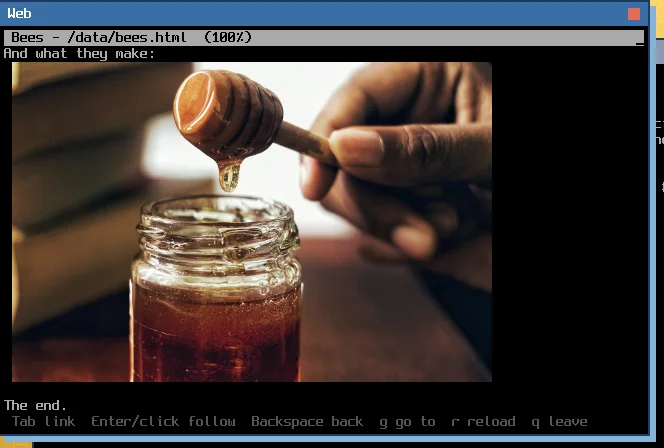 Web
Bees - /data/bees.html  (100%)
And what they make:
The end.
Tab link  Enter/click follow  Backspace back  g go to  r reload  q leave